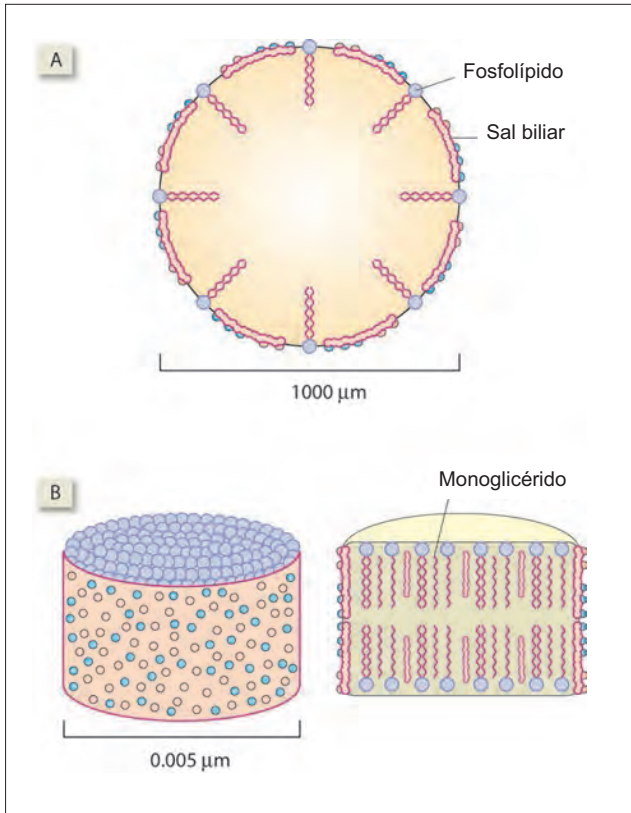 A
Fosfolípido
Sal biliar
1000 μm
B
Monoglicérido
0.005 μm